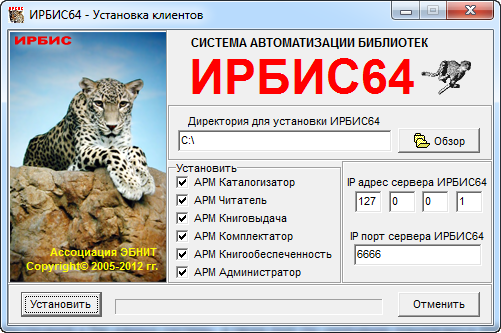 ИРБИС64 - Установка клиентов
ИРБИС
СИСТЕМА АВТОМАТИЗАЦИИ БИБЛИОТЕК
ИРБИС64
Директория для установки ИРБИС64
C:\
Обзор
Установить
АРМ Каталогизатор
АРМ Читатель
АРМ Книговыдача
АРМ Комплектатор
АРМ Книгообеспеченность
АРМ Администратор
IP адрес сервера ИРБИС64
127 0 0 1
IP порт сервера ИРБИС64
6666
Ассоциация ЭБНИТ
Copyright© 2005-2012 гг.
Установить
Отменить